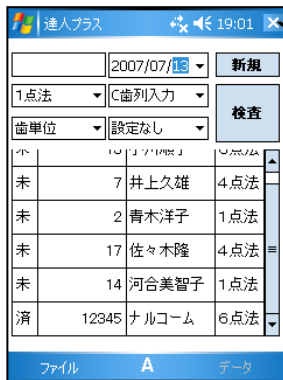 達人プラス 19:01
2007/07/13 新規
1点法 C歯列入力 検査
歯単位 設定なし
未 7 井上久雄 4点法
未 2 青木洋子 1点法
未 17 佐々木隆 4点法
未 14 河合美智子 1点法
済 12345 ナルコーム 6点法
ファイル A データ